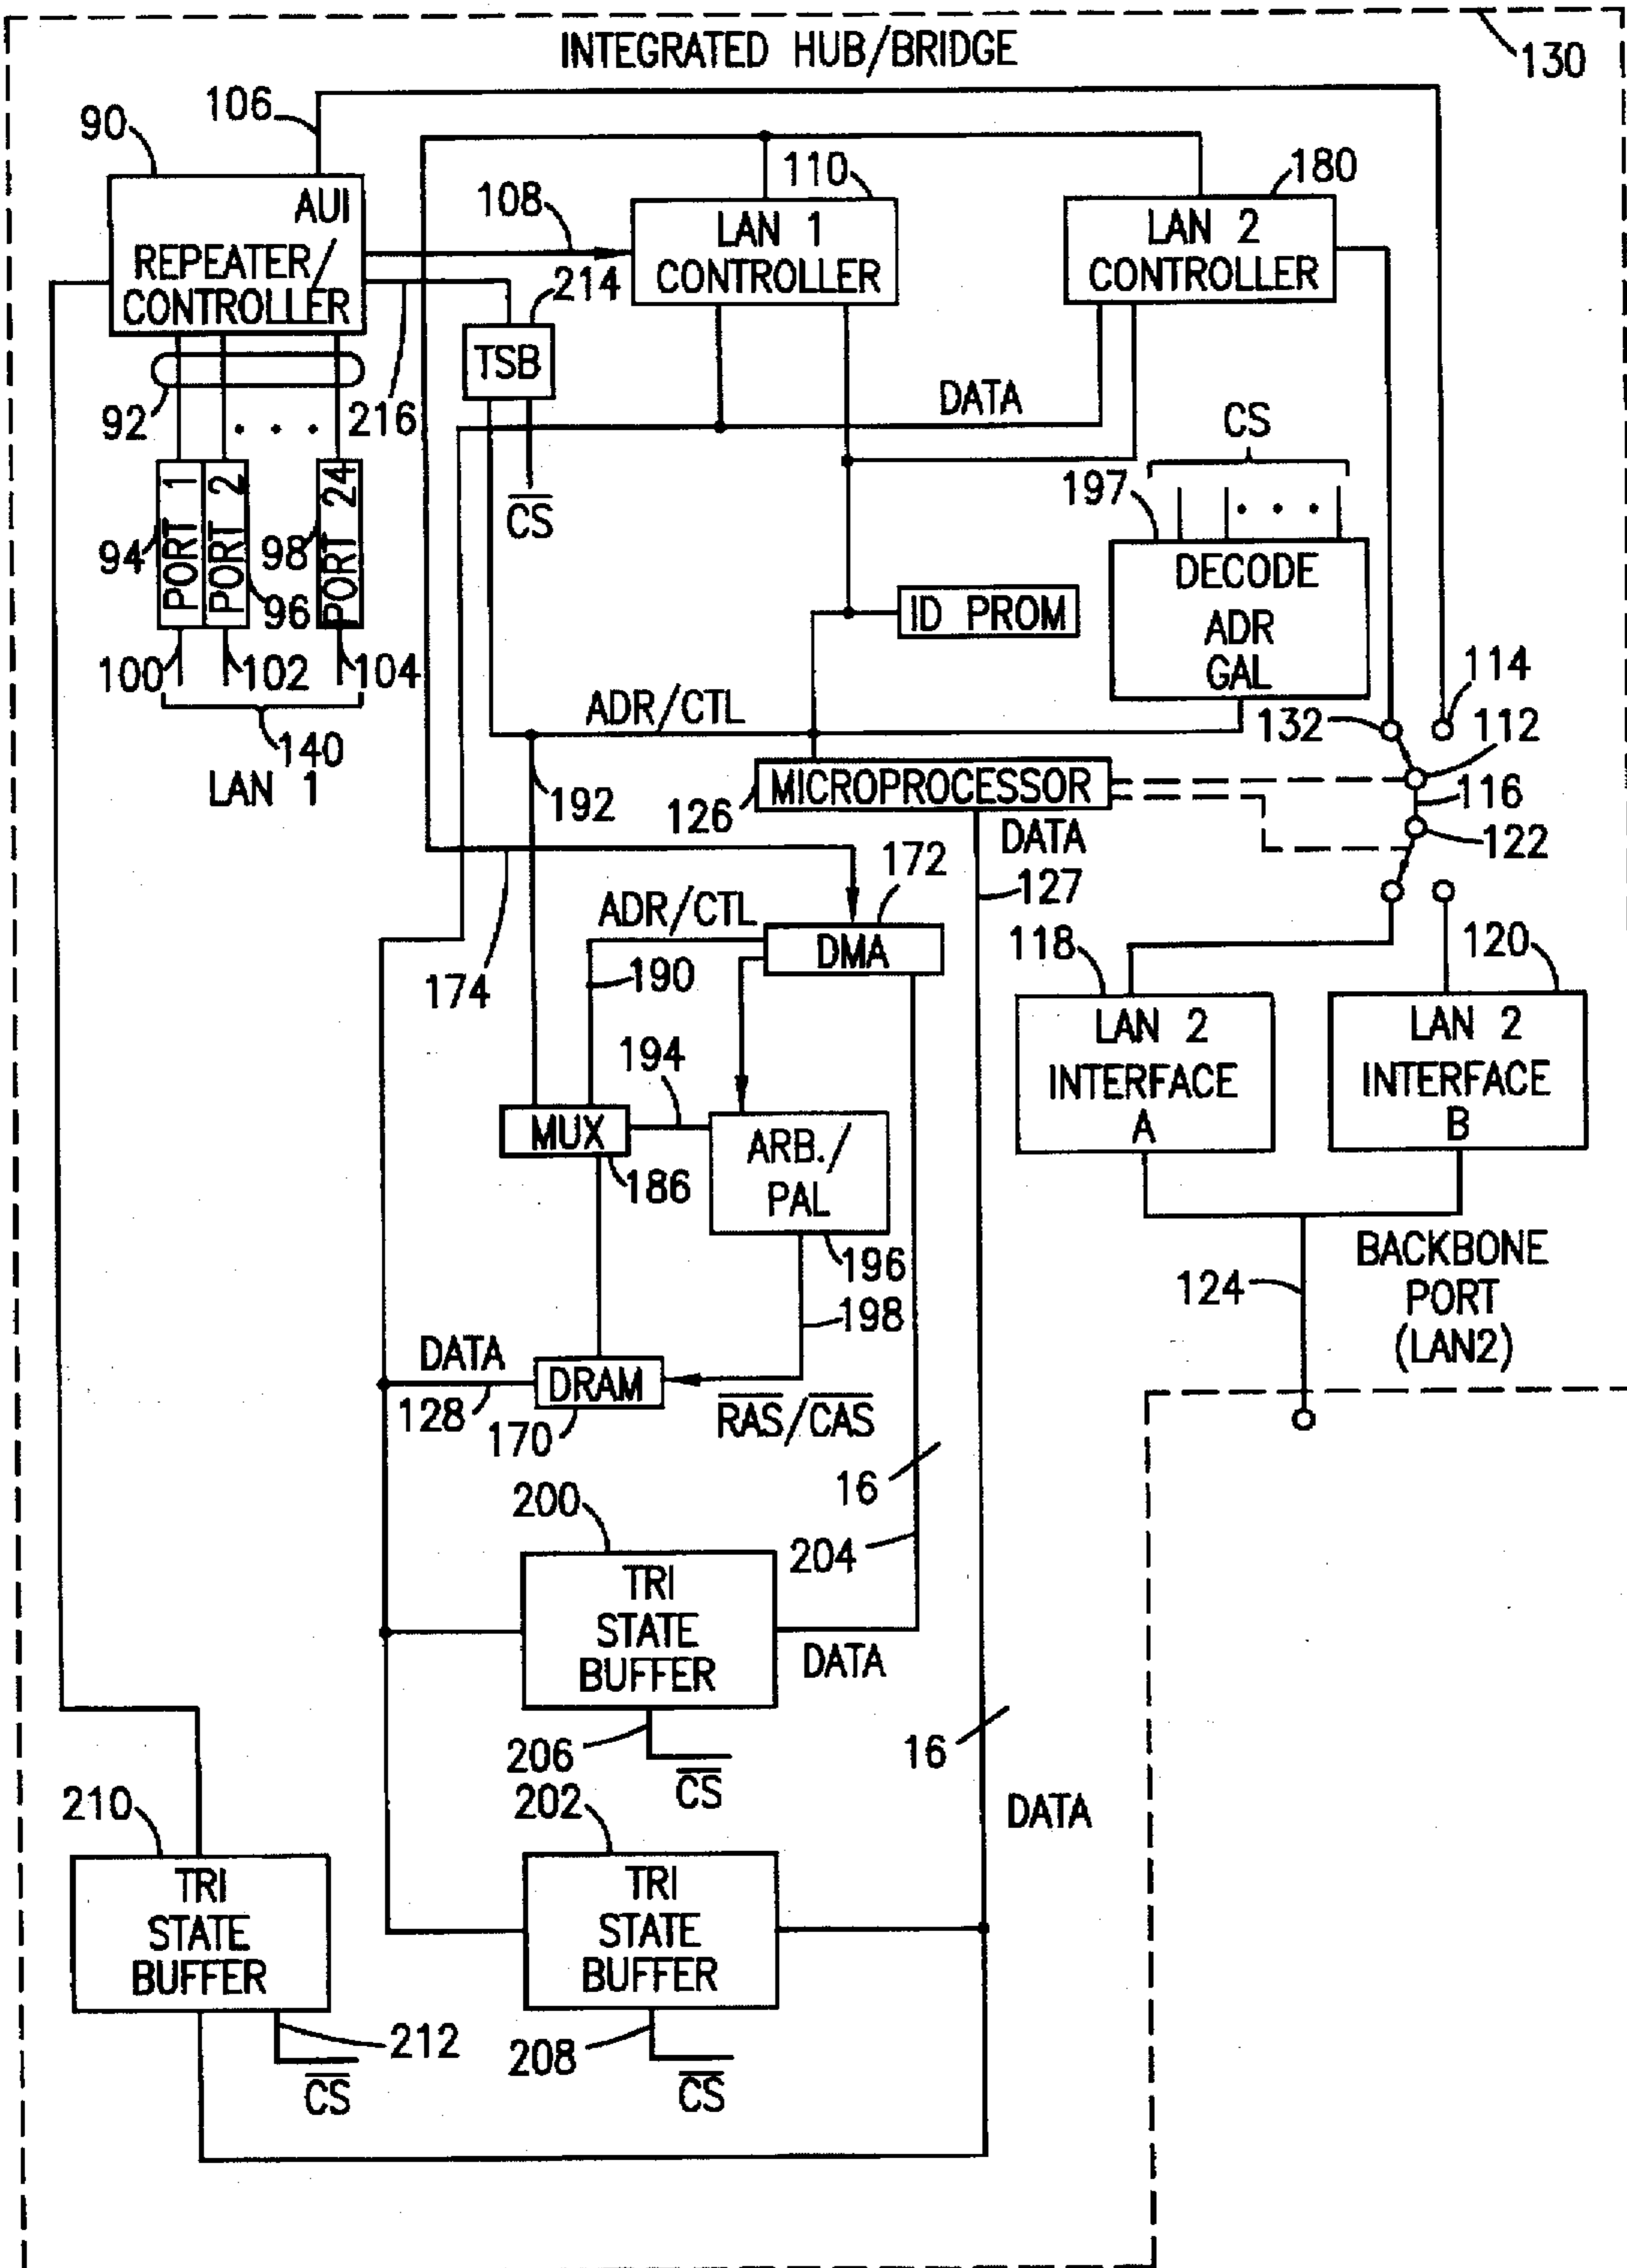 INTEGRATED HUB/BRIDGE
130
106
90
AUI
REPEATER/
CONTROLLER
108
110
LAN 1
CONTROLLER
180
LAN 2
CONTROLLER
214
TSB
CS
92
216
. . .
DATA
CS
197
. . .
DECODE
ADR
GAL
94
PORT 1
PORT 2
96
98
PORT 24
100
102
104
140
LAN 1
ID PROM
ADR/CTL
192
132
114
112
116
122
MICROPROCESSOR
126
DATA
127
172
ADR/CTL
DMA
174
190
118
120
LAN 2
INTERFACE
A
LAN 2
INTERFACE
B
194
MUX
186
ARB./
PAL
196
198
124
BACKBONE
PORT
(LAN2)
DATA
128
DRAM
170
RAS/CAS
16
204
200
TRI
STATE
BUFFER
DATA
206
CS
16
DATA
210
TRI
STATE
BUFFER
212
CS
202
TRI
STATE
BUFFER
208
CS